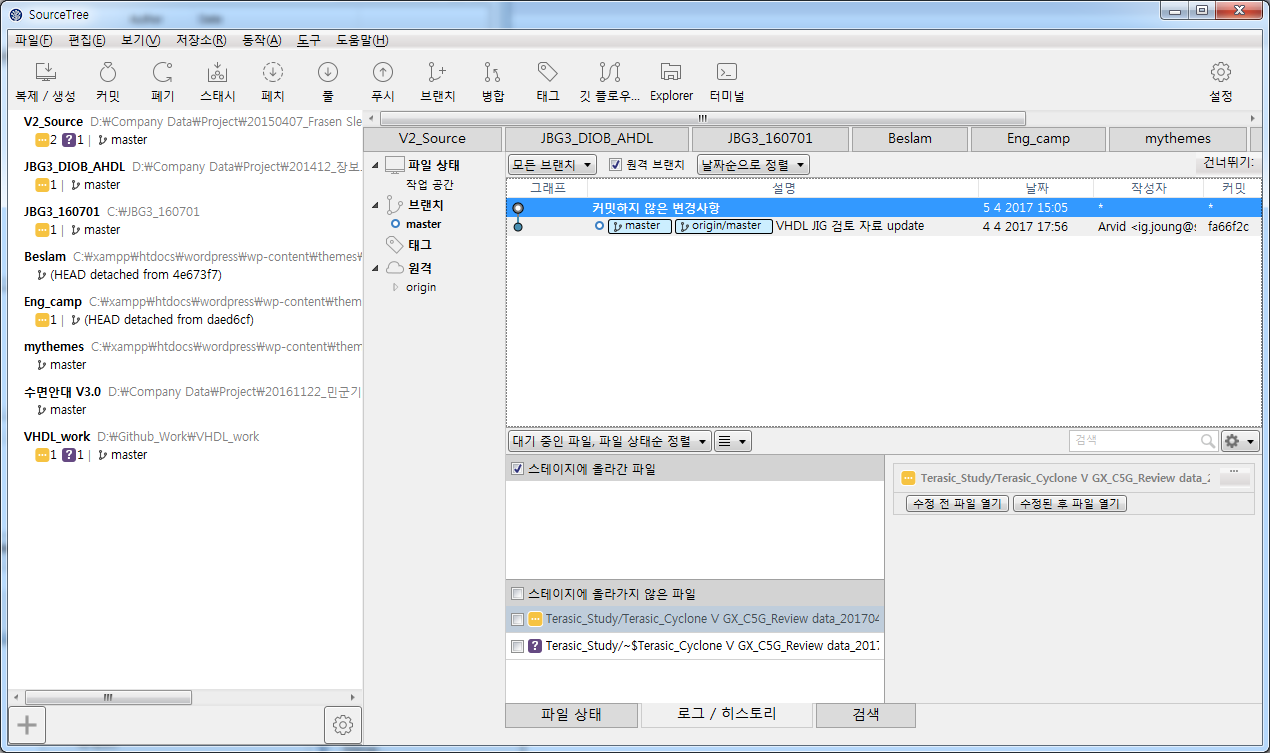 SourceTree
파일(F) 편집(E) 보기(V) 저장소(R) 동작(A) 도구 도움말(H)
복제 / 생성 커밋 폐기 스태시 페치 풀 푸시 브랜치 병합 태그 깃 플로우... Explorer 터미널 설정
V2_Source D:₩Company Data₩Project₩20150407_Frasen Sle
2 ? 1 | master
JBG3_DIOB_AHDL D:₩Company Data₩Project₩201412_장보
1 | master
JBG3_160701 C:₩JBG3_160701
1 | master
Beslam C:₩xampp₩htdocs₩wordpress₩wp-content₩themes₩
(HEAD detached from 4e673f7)
Eng_camp C:₩xampp₩htdocs₩wordpress₩wp-content₩them
1 | (HEAD detached from daed6cf)
mythemes C:₩xampp₩htdocs₩wordpress₩wp-content₩them
master
수면안대 V3.0 D:₩Company Data₩Project₩20161122_민군기
master
VHDL_work D:₩Github_Work₩VHDL_work
1 ? 1 | master
V2_Source JBG3_DIOB_AHDL JBG3_160701 Beslam Eng_camp mythemes
파일 상태
작업 공간
브랜치
master
태그
원격
origin
모든 브랜치 원격 브랜치 날짜순으로 정렬 건너뛰기:
그래프 설명 날짜 작성자 커밋
커밋하지 않은 변경사항 5 4 2017 15:05 * *
master origin/master VHDL JIG 검토 자료 update 4 4 2017 17:56 Arvid <ig.joung@s fa66f2c
대기 중인 파일, 파일 상태순 정렬 검색
스테이지에 올라간 파일
스테이지에 올라가지 않은 파일
Terasic_Study/Terasic_Cyclone V GX_C5G_Review data_201704
? Terasic_Study/~$Terasic_Cyclone V GX_C5G_Review data_2017
Terasic_Study/Terasic_Cyclone V GX_C5G_Review data_2 ...
수정 전 파일 열기 수정된 후 파일 열기
파일 상태 로그 / 히스토리 검색